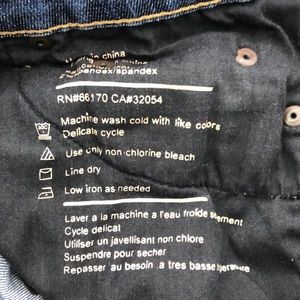 in china
spandex/spandex
RN#66170 CA#32054
Machine wash cold with like colors
Delicate cycle
Use only non-chlorine bleach
Line dry
Low iron as needed
Laver a la machine a l'eau froide
Cycle delicat
Utiliser un javellisant non chlore
Suspendre pour secher
Repasser au besoin .a tres basse